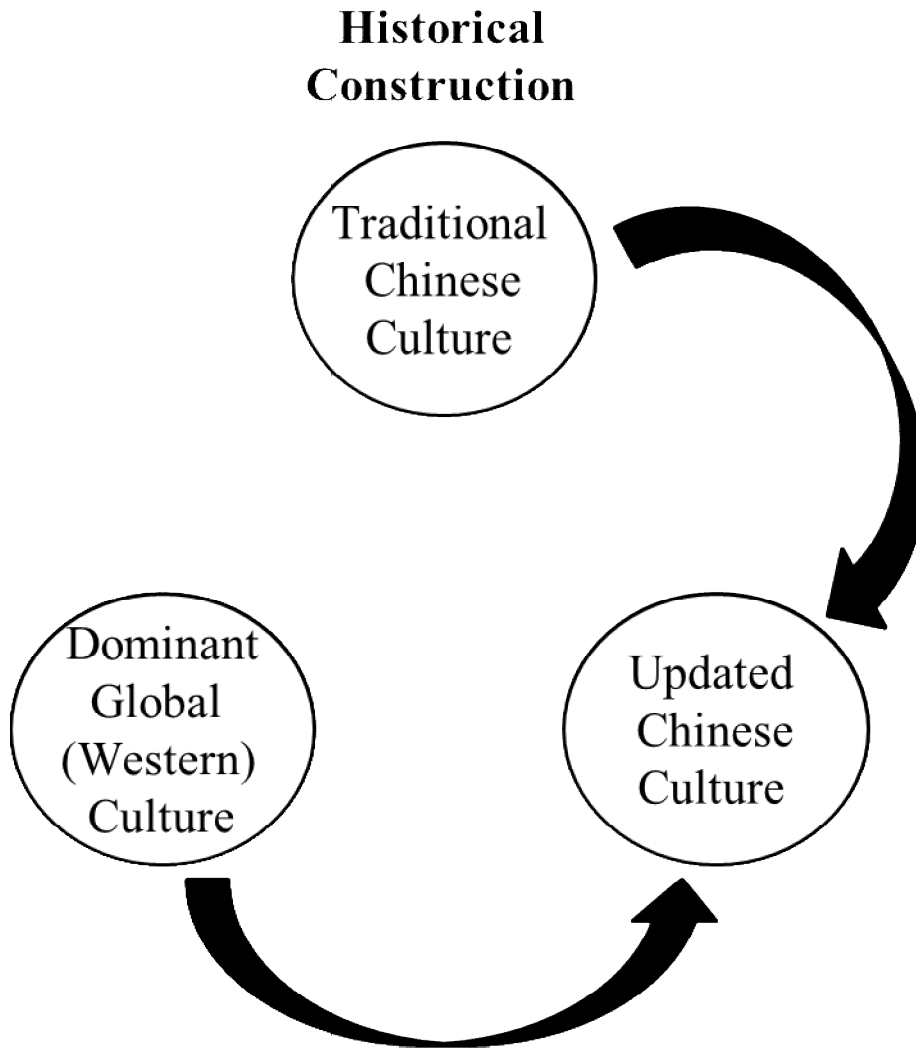 Historical
Construction
Traditional
Chinese
Culture
Dominant
Global
(Western)
Culture
Updated
Chinese
Culture